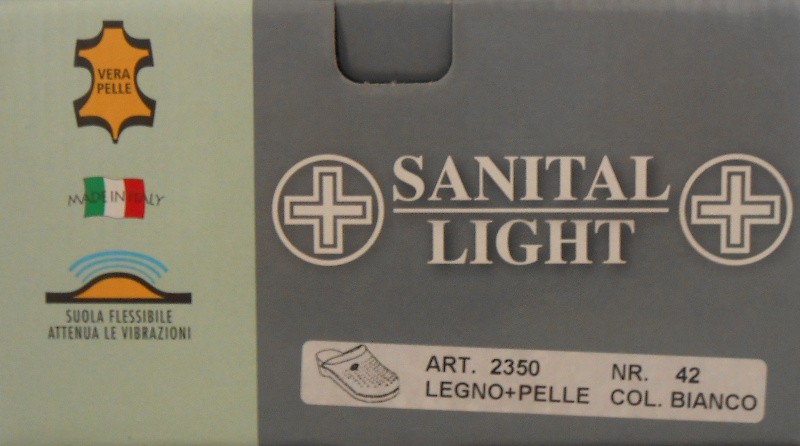 VERA
PELLE
MADE IN ITALY
SUOLA FLESSIBILE
ATTENUA LE VIBRAZIONI
SANITAL
LIGHT
ART. 2350 NR. 42
LEGNO+PELLE COL. BIANCO